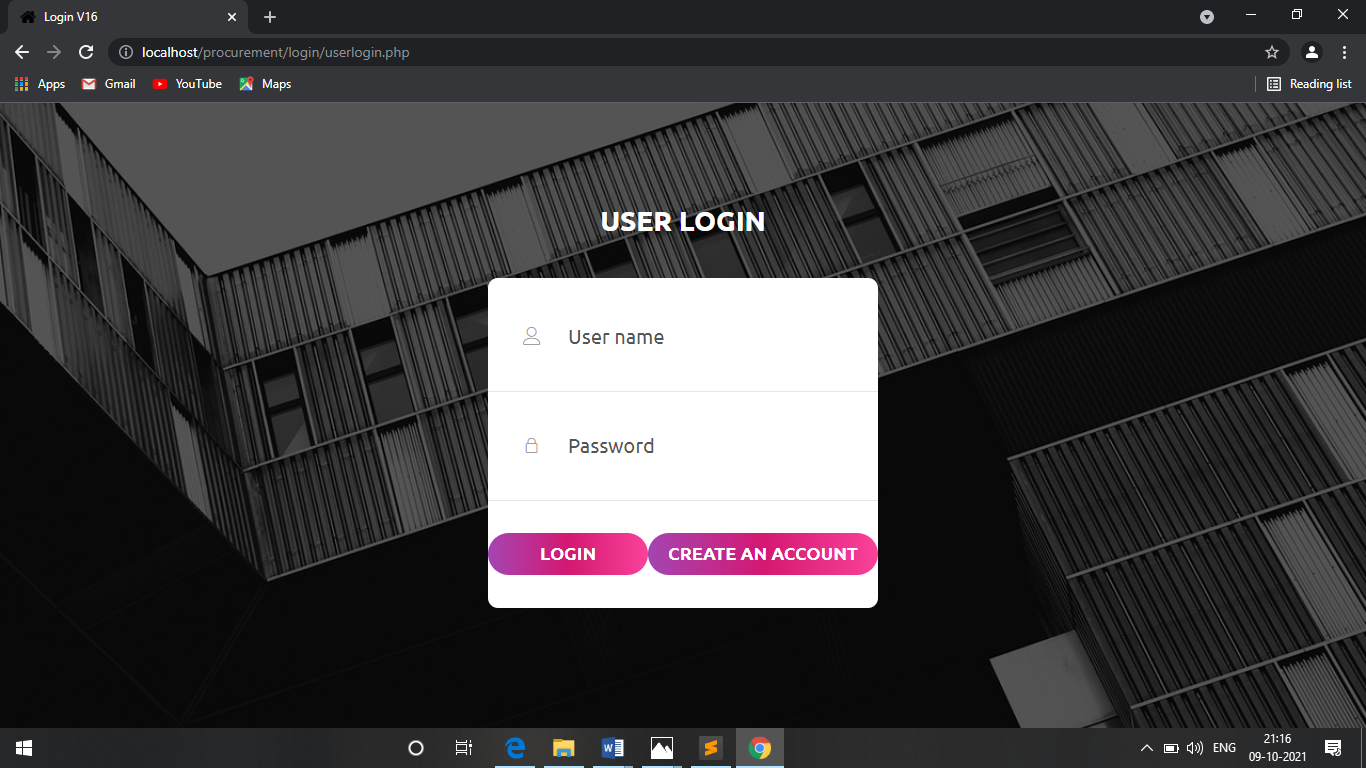 Login V16
localhost/procurement/login/userlogin.php
Apps Gmail YouTube Maps Reading list
USER LOGIN
User name
Password
LOGIN CREATE AN ACCOUNT
ENG 21:16
09-10-2021